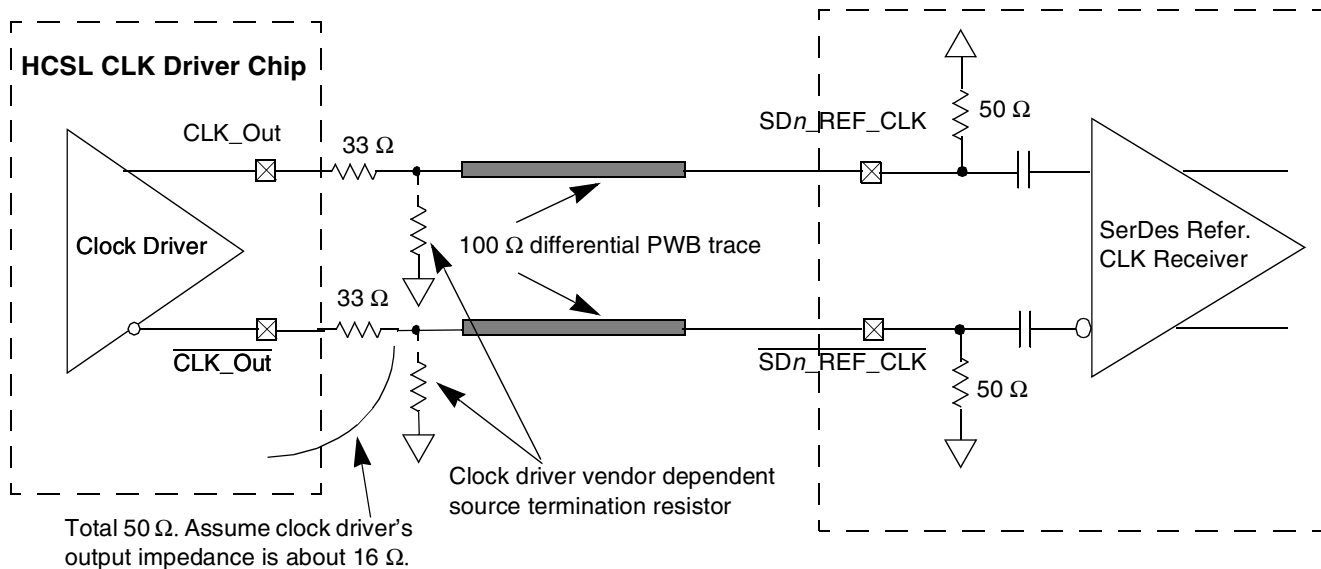 HCSL CLK Driver Chip
CLK_Out
33 Ω
SDn_REF_CLK
50 Ω
Clock Driver
100 Ω differential PWB trace
SerDes Refer.
CLK Receiver
33 Ω
CLK_Out
SDn_REF_CLK
50 Ω
Clock driver vendor dependent
source termination resistor
Total 50 Ω. Assume clock driver's
output impedance is about 16 Ω.